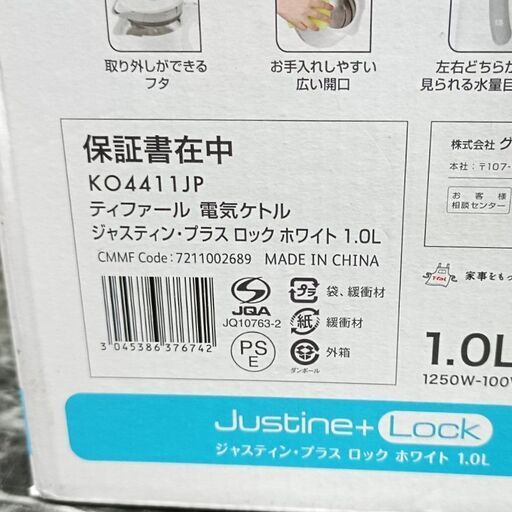 取り外しができる
フタ
お手入れしやすい
広い開口
左右どちらか
見られる水量目
保証書在中
KO4411JP
ティファール 電気ケトル
ジャスティン・プラス ロック ホワイト 1.0L
CMMF Code : 7211002689 MADE IN CHINA
3 045386 376742
JQA
JQ10763-2
PS
E
プラ
袋、緩衝材
紙
緩衝材
ダンボール
外箱
株式会社 グ
本社：〒107-
お 客 様
相談センター
T-fal
家事をもっ
1.0L
1250W-100V
Justine+ Lock
ジャスティン・プラス ロック ホワイト 1.0L